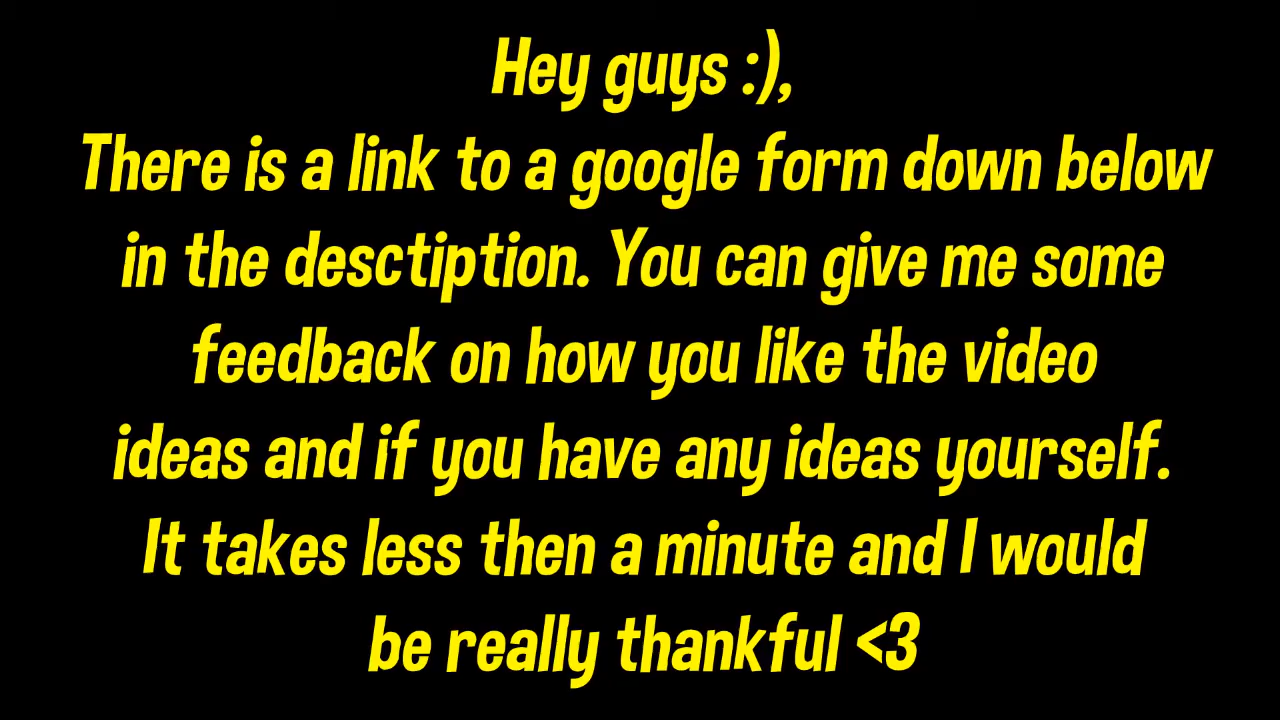 Hey guys :),
There is a link to a google form down below
in the desctiption. You can give me some
feedback on how you like the video
ideas and if you have any ideas yourself.
It takes less then a minute and I would
be really thankful <3